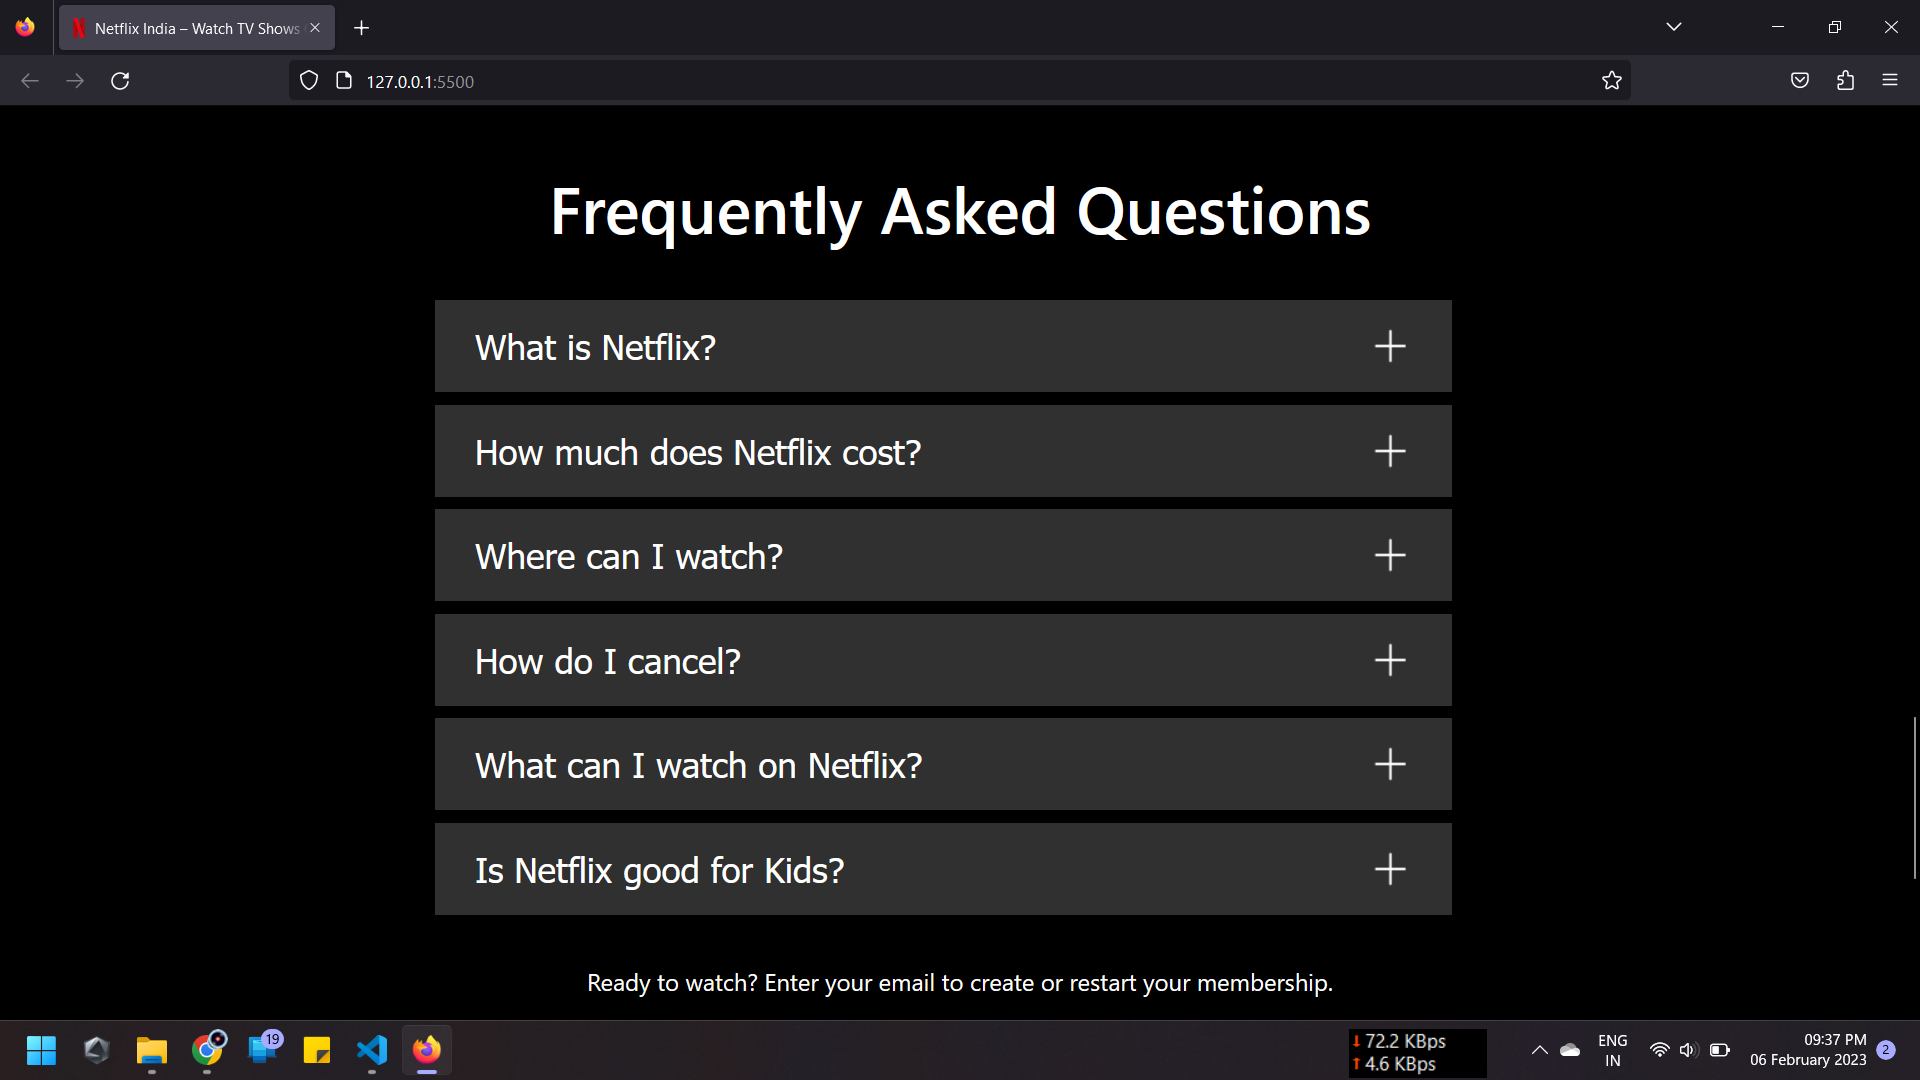 Netflix India – Watch TV Shows
127.0.0.1:5500
Frequently Asked Questions
What is Netflix?
How much does Netflix cost?
Where can I watch?
How do I cancel?
What can I watch on Netflix?
Is Netflix good for Kids?
Ready to watch? Enter your email to create or restart your membership.
19
72.2 KBps
4.6 KBps
ENG
IN
09:37 PM
06 February 2023
2